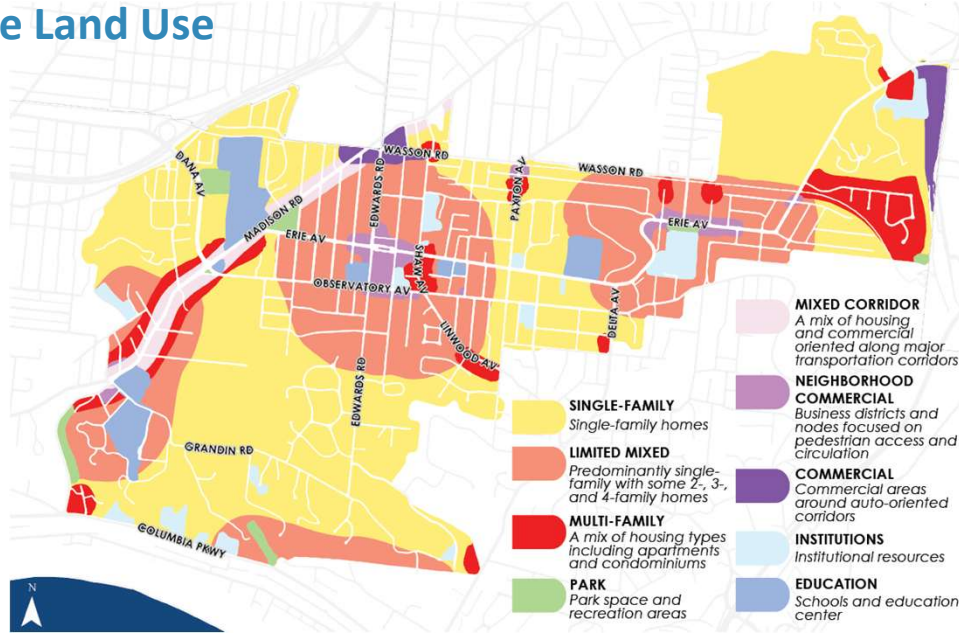 e Land Use
WASSON RD
DANA AV
EDWARDS RD
PAXTON AV
WASSON RD
MADISON RD
ERIE AV
ERIE AV
SHAW AV
OBSERVATORY AV
DELTA AV
LINWOOD AV
EDWARDS RD
GRANDIN RD
COLUMBIA PKWY
N
SINGLE-FAMILY
Single-family homes
LIMITED MIXED
Predominantly single-
family with some 2-, 3-,
and 4-family homes
MULTI-FAMILY
A mix of housing types
including apartments
and condominiums
PARK
Park space and
recreation areas
MIXED CORRIDOR
A mix of housing
and commercial
oriented along major
transportation corridors
NEIGHBORHOOD
COMMERCIAL
Business districts and
nodes focused on
pedestrian access and
circulation
COMMERCIAL
Commercial areas
around auto-oriented
corridors
INSTITUTIONS
Institutional resources
EDUCATION
Schools and education
center